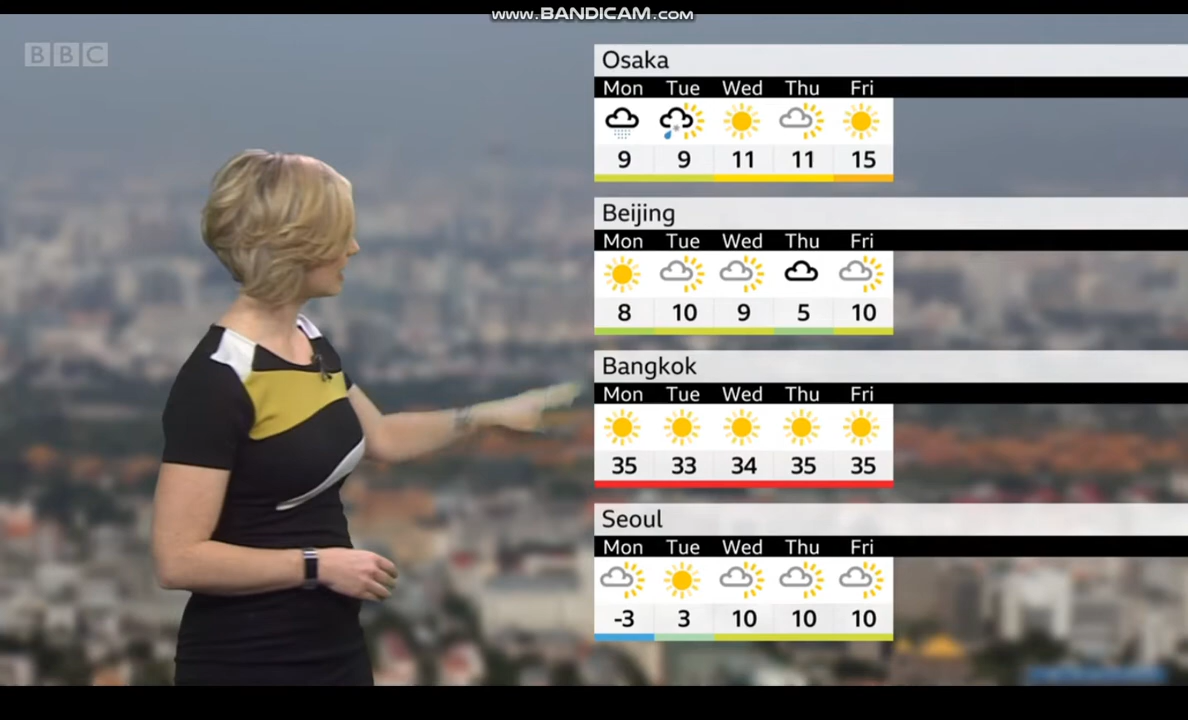 www.BANDICAM.com
BBC
Osaka
Mon Tue Wed Thu Fri
9 9 11 11 15
Beijing
Mon Tue Wed Thu Fri
8 10 9 5 10
Bangkok
Mon Tue Wed Thu Fri
35 33 34 35 35
Seoul
Mon Tue Wed Thu Fri
-3 3 10 10 10